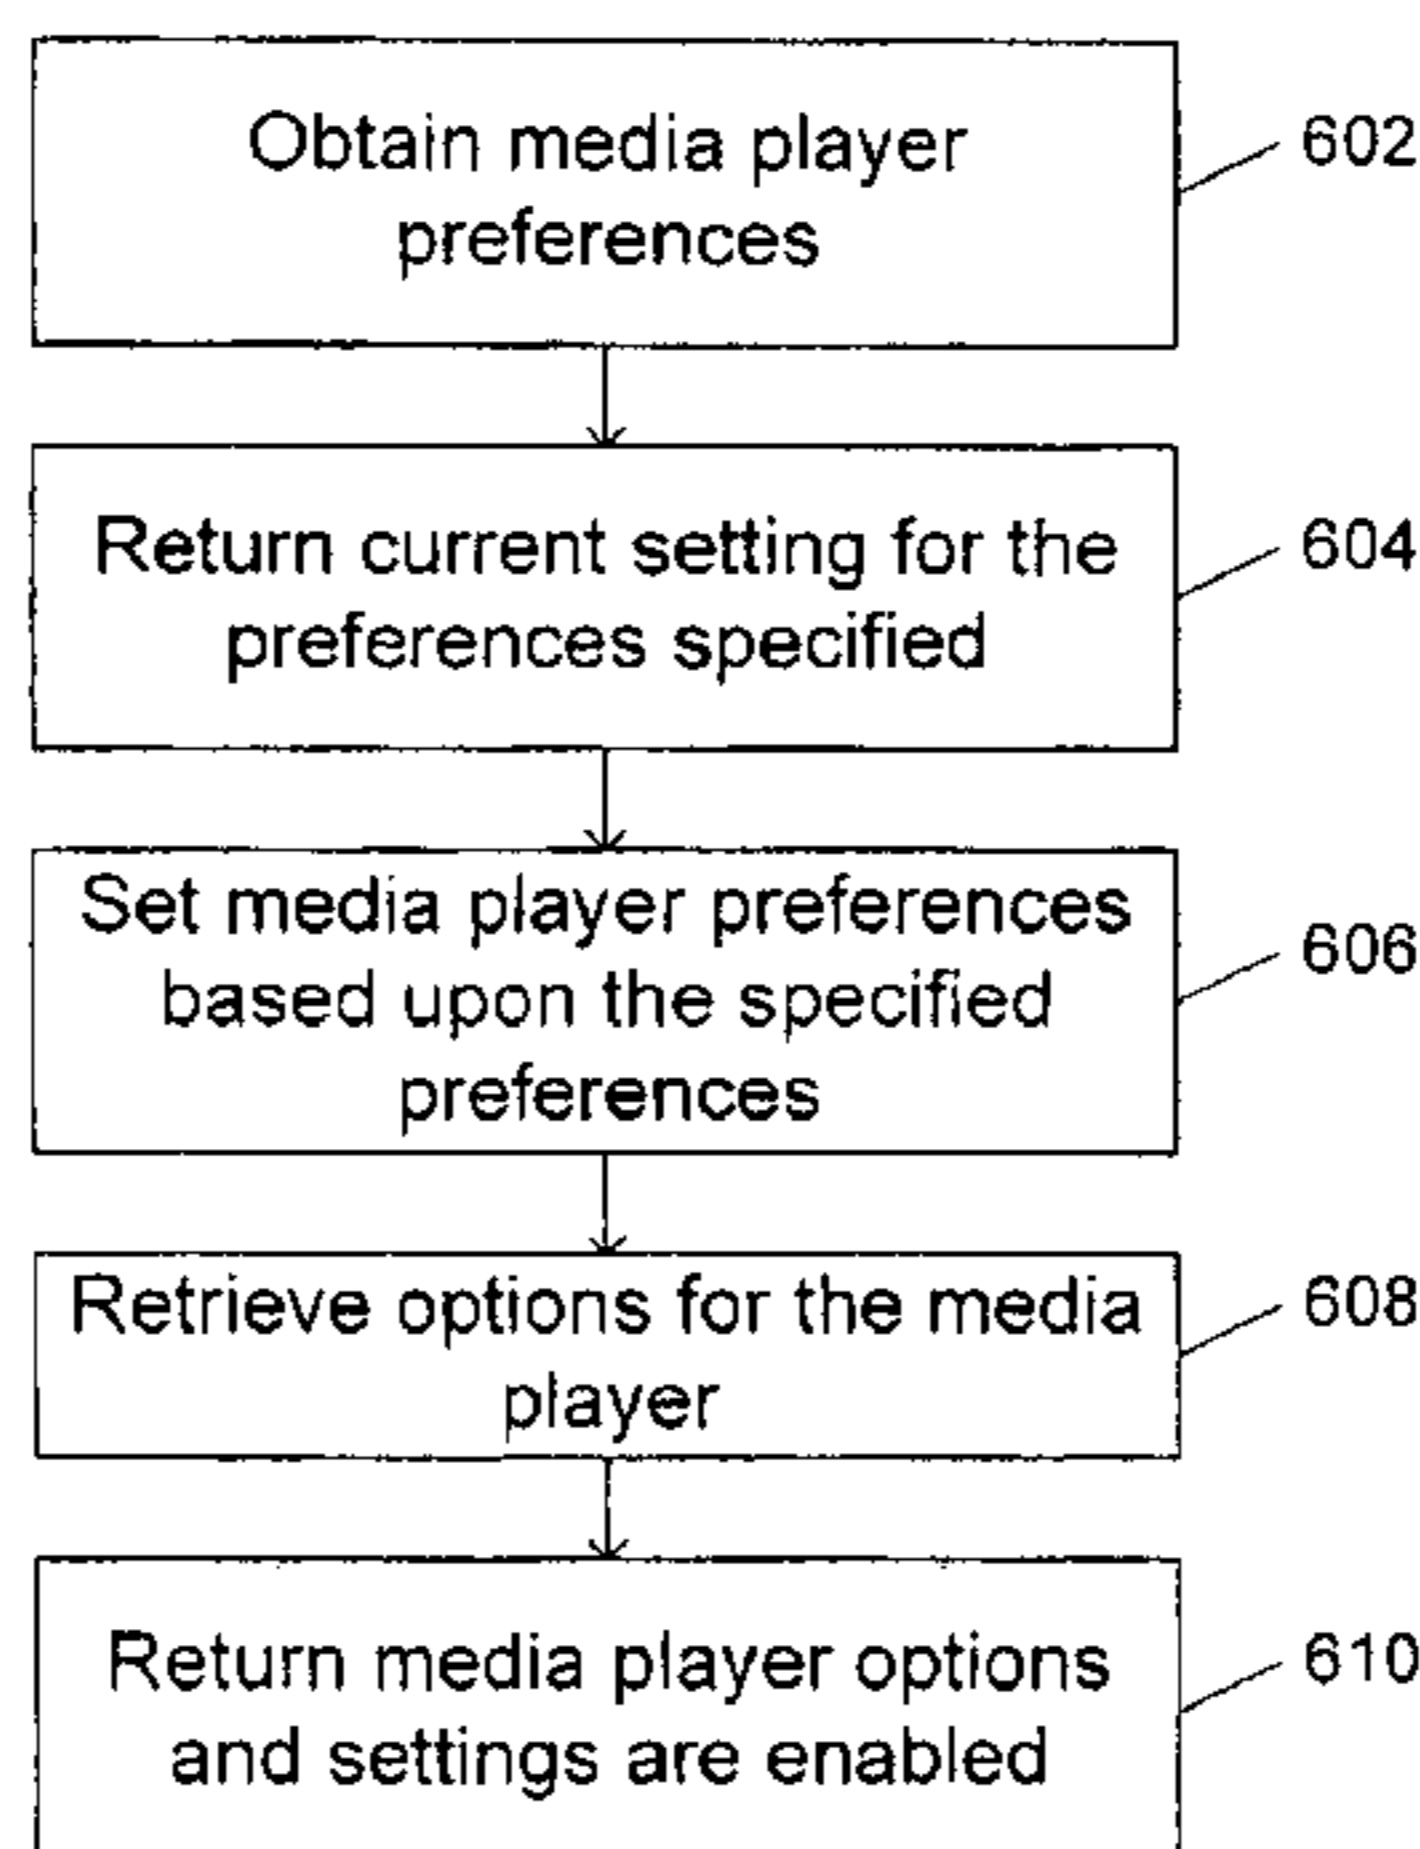 Obtain media player
preferences
602
Return current setting for the
preferences specified
604
Set media player preferences
based upon the specified
preferences
606
Retrieve options for the media
player
608
Return media player options
and settings are enabled
610